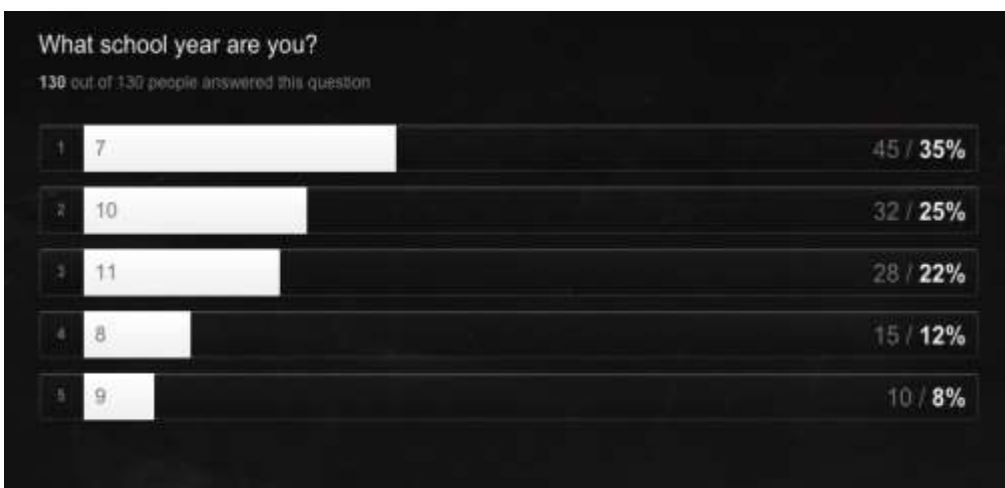 What school year are you?
130 out of 130 people answered this question
1 7 45 / 35%
2 10 32 / 25%
3 11 28 / 22%
4 8 15 / 12%
5 9 10 / 8%